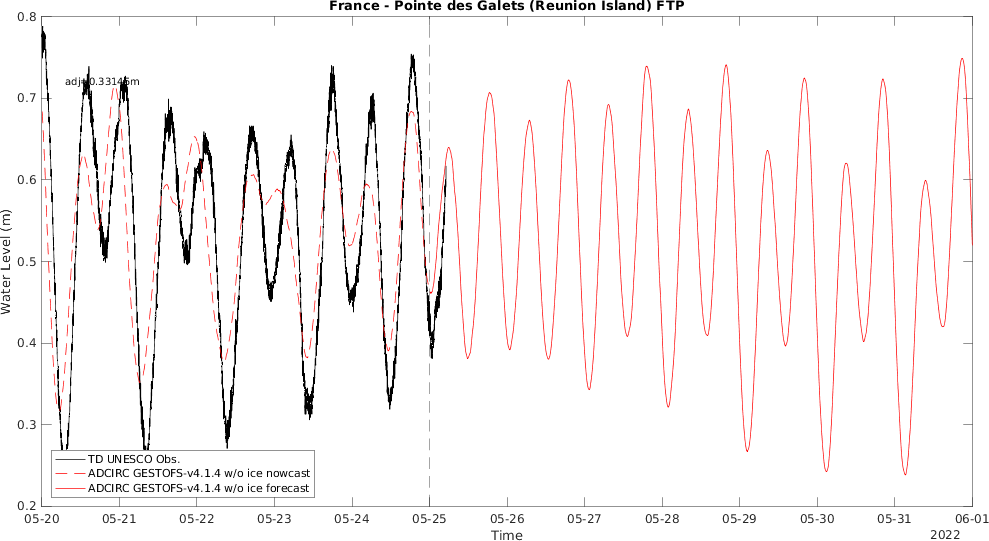 France - Pointe des Galets (Reunion Island) FTP
0.8
adj=0.33146m
0.7
0.6
Water Level (m)
0.5
0.4
0.3
TD UNESCO Obs.
ADCIRC GESTOFS-v4.1.4 w/o ice nowcast
ADCIRC GESTOFS-v4.1.4 w/o ice forecast
0.2
05-20 05-21 05-22 05-23 05-24 05-25 05-26 05-27 05-28 05-29 05-30 05-31 06-01
Time
2022